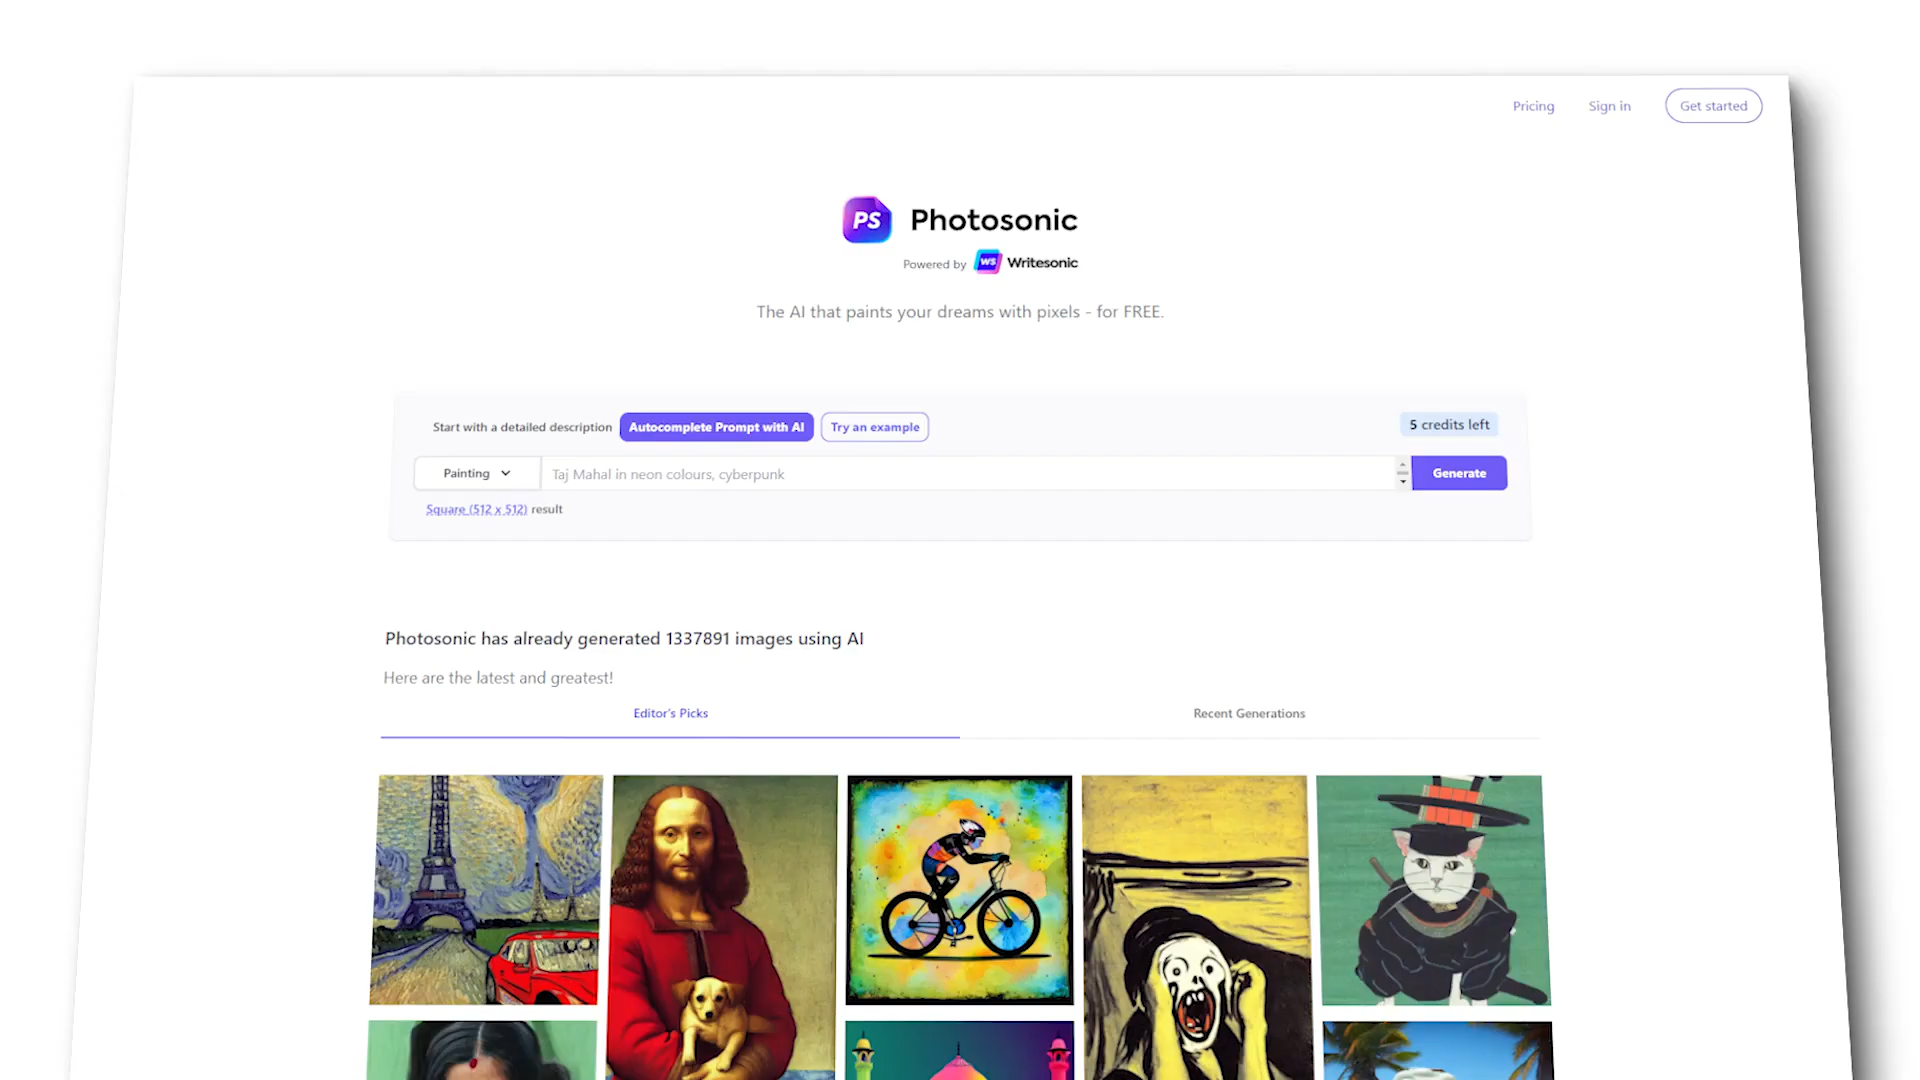 Pricing Sign in Get started
PS Photosonic
Powered by WS Writesonic
The AI that paints your dreams with pixels - for FREE.
Start with a detailed description Autocomplete Prompt with AI Try an example 5 credits left
Painting Taj Mahal in neon colours, cyberpunk Generate
Square (512 x 512) result
Photosonic has already generated 1337891 images using AI
Here are the latest and greatest!
Editor's Picks Recent Generations